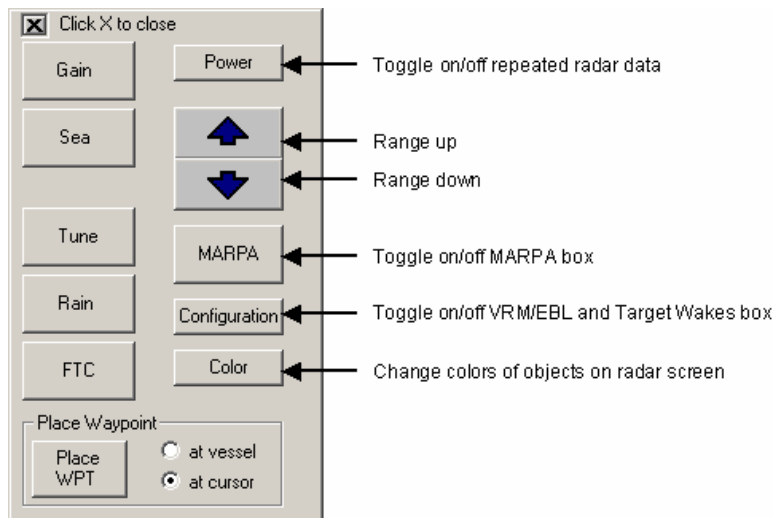 X Click X to close
Gain
Power
Toggle on/off repeated radar data
Sea
Range up
Range down
Tune
MARPA
Toggle on/off MARPA box
Rain
Configuration
Toggle on/off VRM/EBL and Target Wakes box
FTC
Color
Change colors of objects on radar screen
Place Waypoint
Place
WPT
at vessel
at cursor